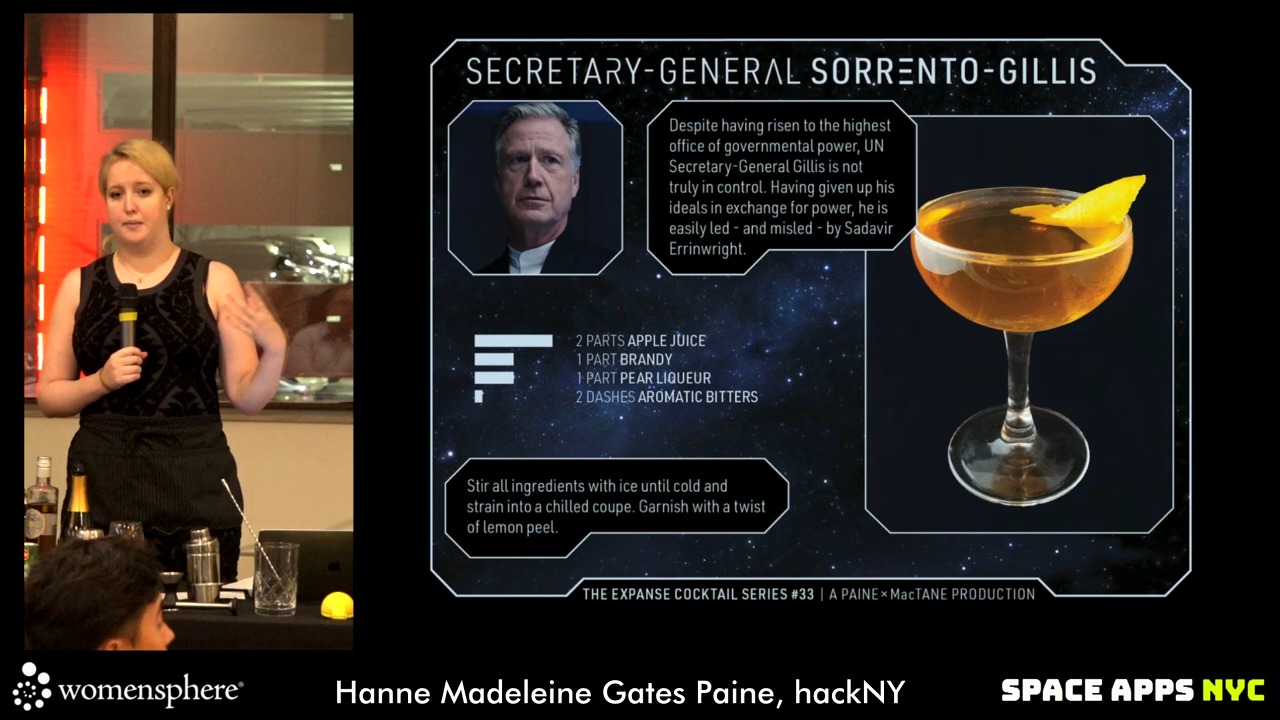 SECRETARY-GENERAL SORRENTO-GILLIS
Despite having risen to the highest
office of governmental power, UN
Secretary-General Gillis is not
truly in control. Having given up his
ideals in exchange for power, he is
easily led - and misled - by Sadavir
Errinwright.
2 PARTS APPLE JUICE
1 PART BRANDY
1 PART PEAR LIQUEUR
2 DASHES AROMATIC BITTERS
Stir all ingredients with ice until cold and
strain into a chilled coupe. Garnish with a twist
of lemon peel.
THE EXPANSE COCKTAIL SERIES #33 | A PAINE × MacTANE PRODUCTION
womensphere®
Hanne Madeleine Gates Paine, hackNY
SPACE APPS NYC